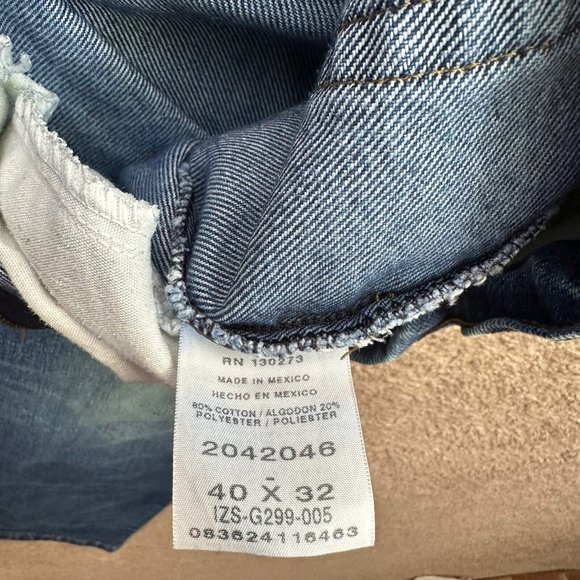 RN 130273
MADE IN MEXICO
HECHO EN MEXICO
80% COTTON / ALGODON 20%
POLYESTER / POLIESTER
2042046
-
40 X 32
IZS-G299-005
083624116463